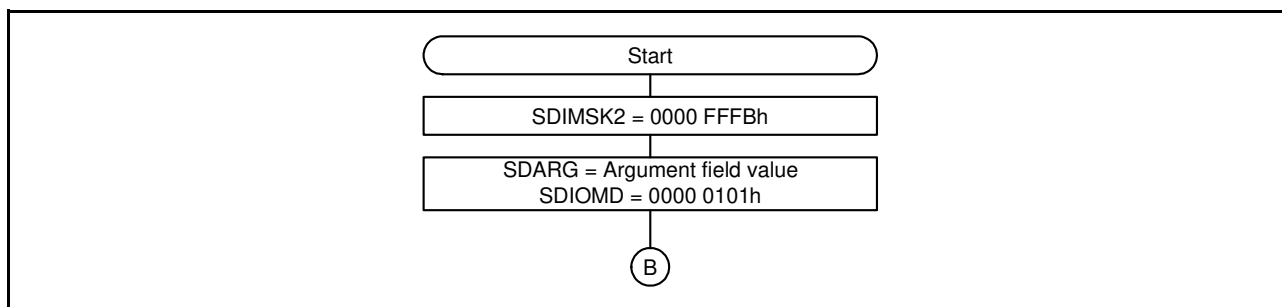 Start
SDIMSK2 = 0000 FFFBh
SDARG = Argument field value
SDIOMD = 0000 0101h
B